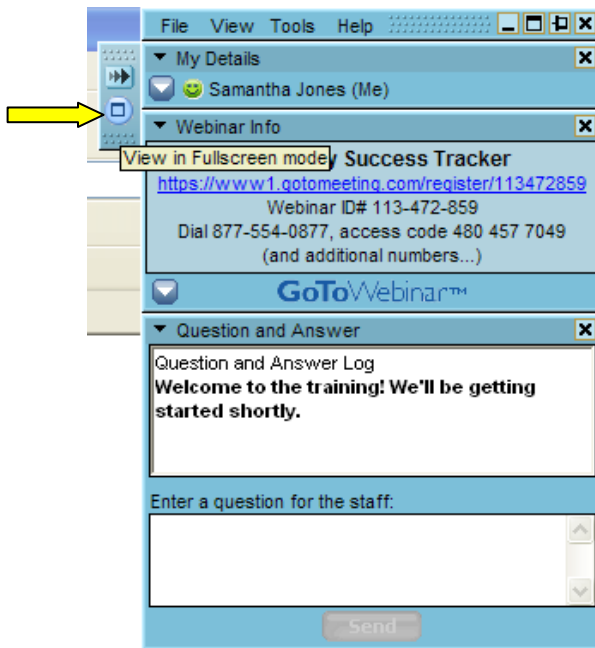 File View Tools Help
My Details
Samantha Jones (Me)
Webinar Info
View in Fullscreen mode
Success Tracker
https://www1.gotomeeting.com/register/113472859
Webinar ID# 113-472-859
Dial 877-554-0877, access code 480 457 7049
(and additional numbers...)
GoToWebinar™
Question and Answer
Question and Answer Log
Welcome to the training! We'll be getting
started shortly.
Enter a question for the staff:
Send